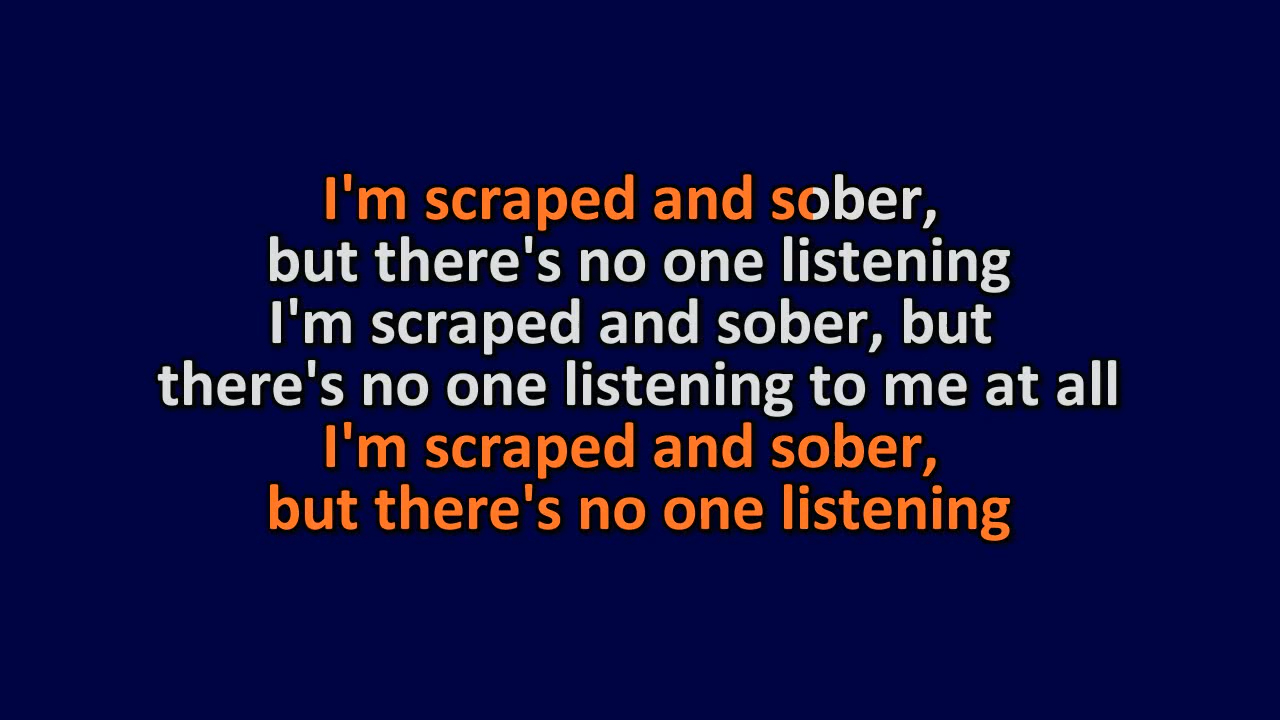 I'm scraped and sober,
but there's no one listening
I'm scraped and sober, but
there's no one listening to me at all
I'm scraped and sober,
but there's no one listening